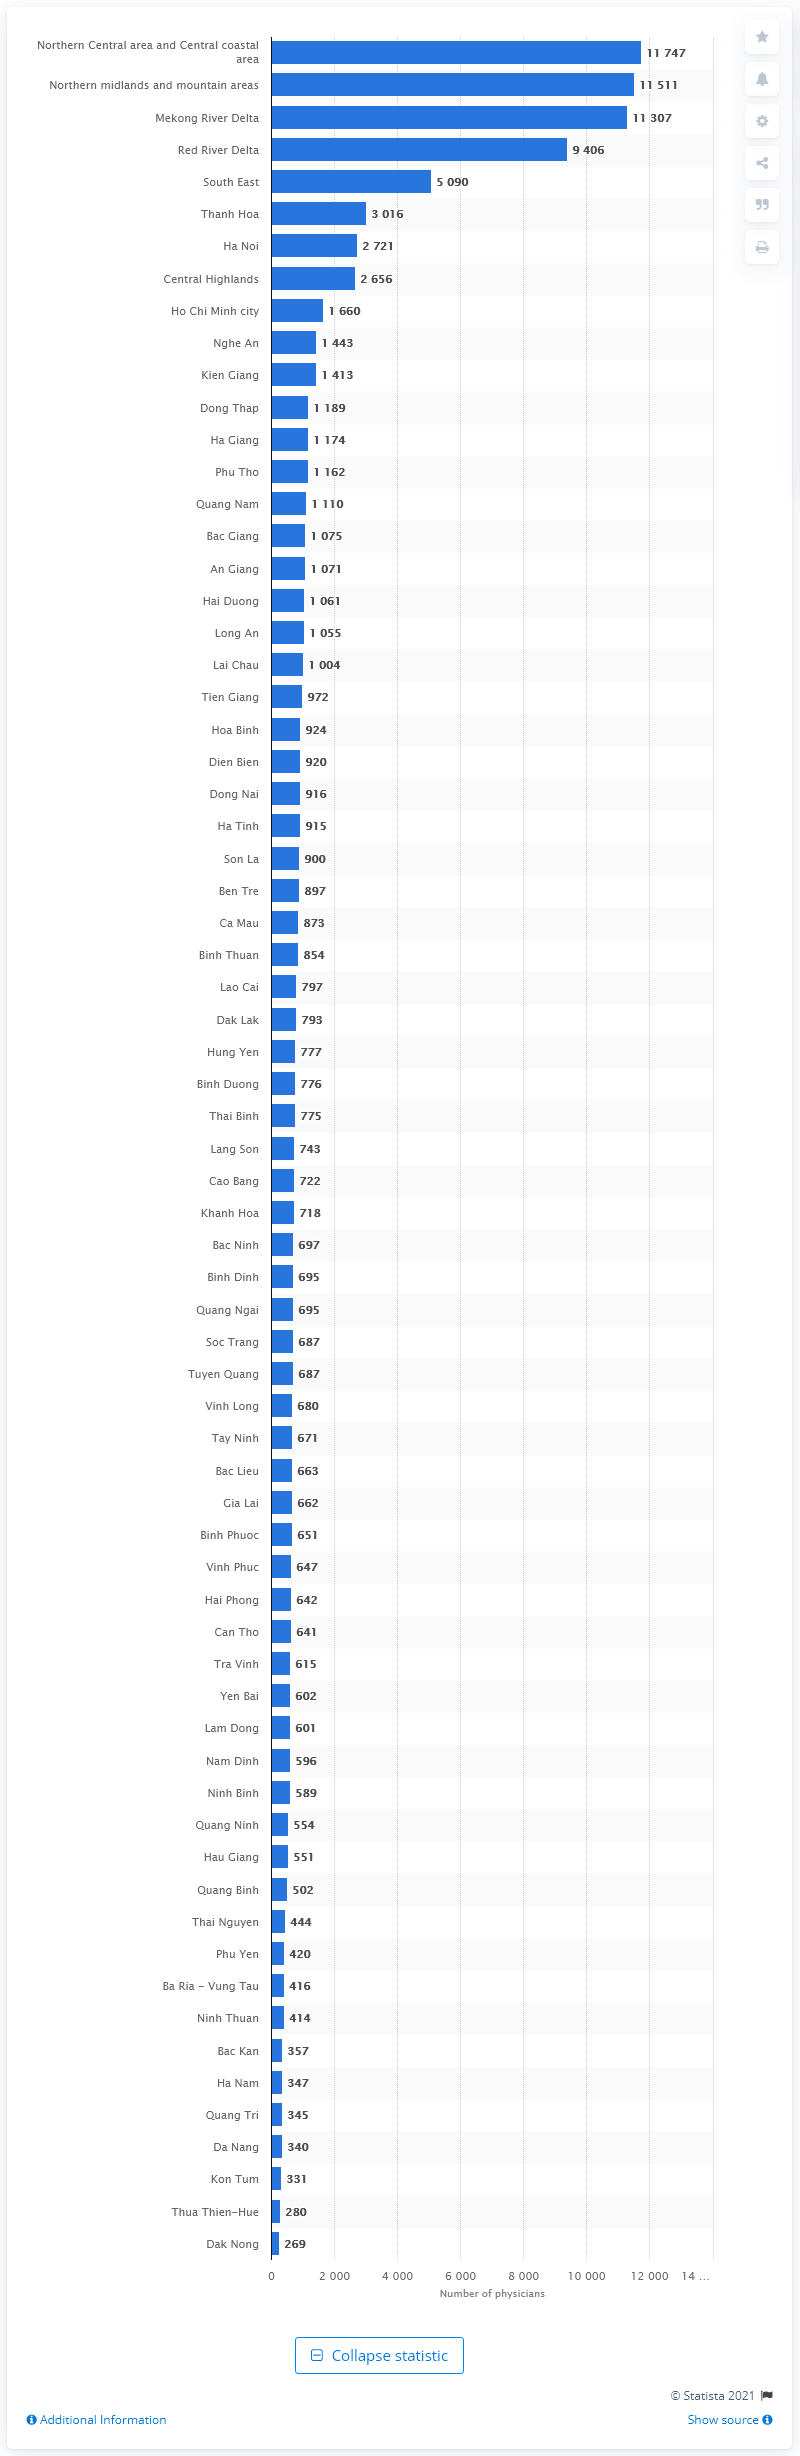 Northern Central area and Central coastal
area
11 747
Northern midlands and mountain areas 11 511
Mekong River Delta 11 307
Red River Delta 9 406
South East 5 090
Thanh Hoa 3 016
Ha Noi 2 721
Central Highlands 2 656
Ho Chi Minh city 1 660
Nghe An 1 443
Kien Giang 1 413
Dong Thap 1 189
Ha Giang 1 174
Phu Tho 1 162
Quang Nam 1 110
Bac Giang 1 075
An Giang 1 071
Hai Duong 1 061
Long An 1 055
Lai Chau 1 004
Tien Giang 972
Hoa Binh 924
Dien Bien 920
Dong Nai 916
Ha Tinh 915
Son La 900
Ben Tre 897
Ca Mau 873
Binh Thuan 854
Lao Cai 797
Dak Lak 793
Hung Yen 777
Binh Duong 776
Thai Binh 775
Lang Son 743
Cao Bang 722
Khanh Hoa 718
Bac Ninh 697
Binh Dinh 695
Quang Ngai 695
Soc Trang 687
Tuyen Quang 687
Vinh Long 680
Tay Ninh 671
Bac Lieu 663
Gia Lai 662
Binh Phuoc 651
Vinh Phuc 647
Hai Phong 642
Can Tho 641
Tra Vinh 615
Yen Bai 602
Lam Dong 601
Nam Dinh 596
Ninh Binh 589
Quang Ninh 554
Hau Giang 551
Quang Binh 502
Thai Nguyen 444
Phu Yen 420
Ba Ria – Vung Tau 416
Ninh Thuan 414
Bac Kan 357
Ha Nam 347
Quang Tri 345
Da Nang 340
Kon Tum 331
Thua Thien–Hue 280
Dak Nong 269
0 2 000 4 000 6 000 8 000 10 000 12 000 14 ...
Number of physicians
Collapse statistic
© Statista 2021
Additional Information Show source